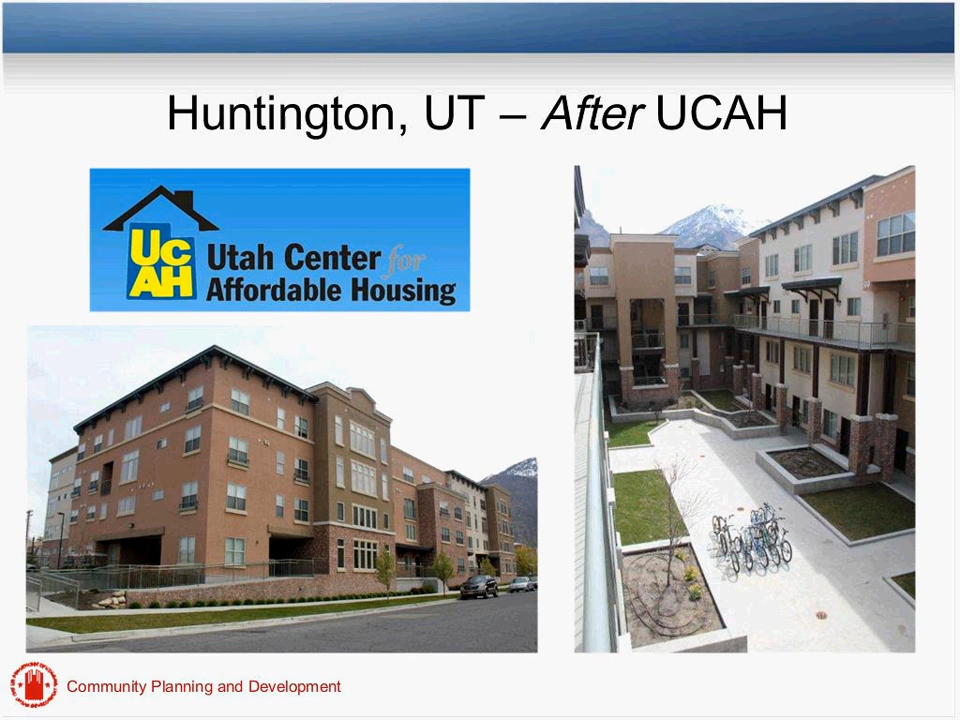 Huntington, UT – After UCAH
UC
AH
Utah Center for
Affordable Housing
Community Planning and Development